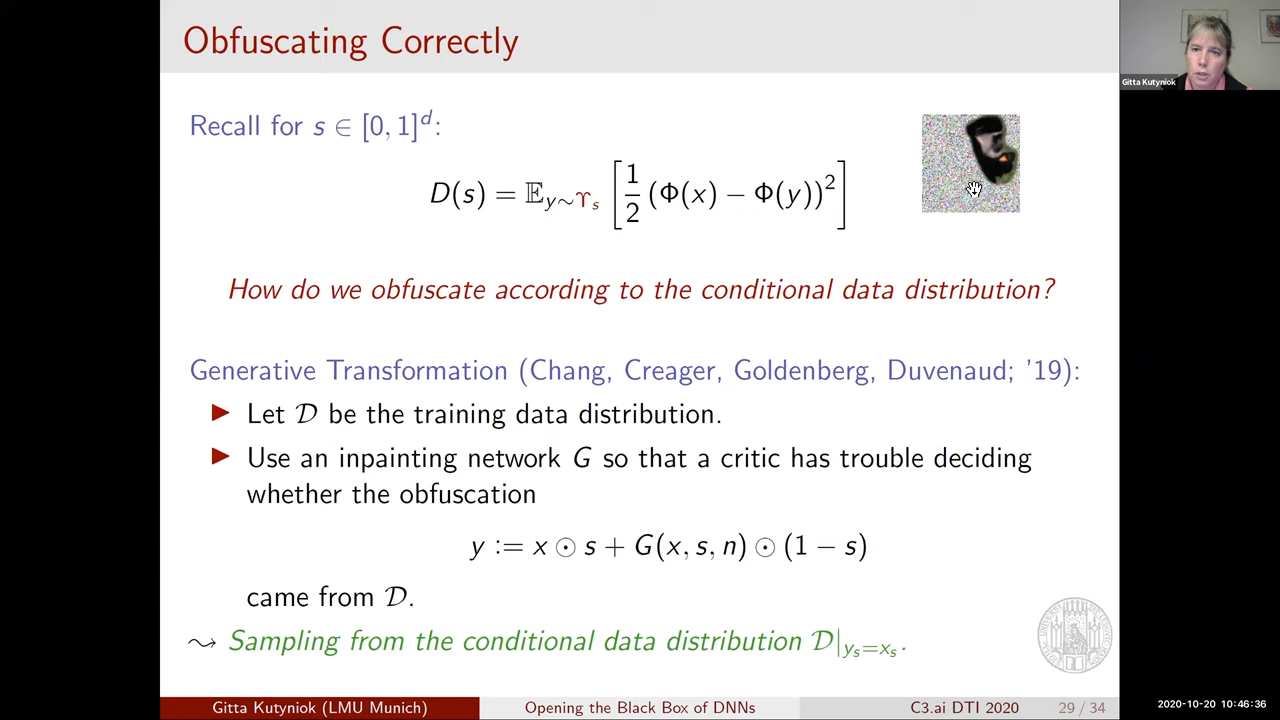 Obfuscating Correctly
Gitta Kutyniok
Recall for s ∈ [0, 1]^d:
D(s) = 𝔼_{y∼Υ_s} [ 1/2 (Φ(x) − Φ(y))^2 ]
How do we obfuscate according to the conditional data distribution?
Generative Transformation (Chang, Creager, Goldenberg, Duvenaud; '19):
▶ Let 𝒟 be the training data distribution.
▶ Use an inpainting network G so that a critic has trouble deciding
whether the obfuscation
y := x ⊙ s + G(x, s, n) ⊙ (1 − s)
came from 𝒟.
⇝ Sampling from the conditional data distribution 𝒟|_{y_s=x_s}.
Gitta Kutyniok (LMU Munich) Opening the Black Box of DNNs C3.ai DTI 2020 29 / 34
2020-10-20 10:46:36